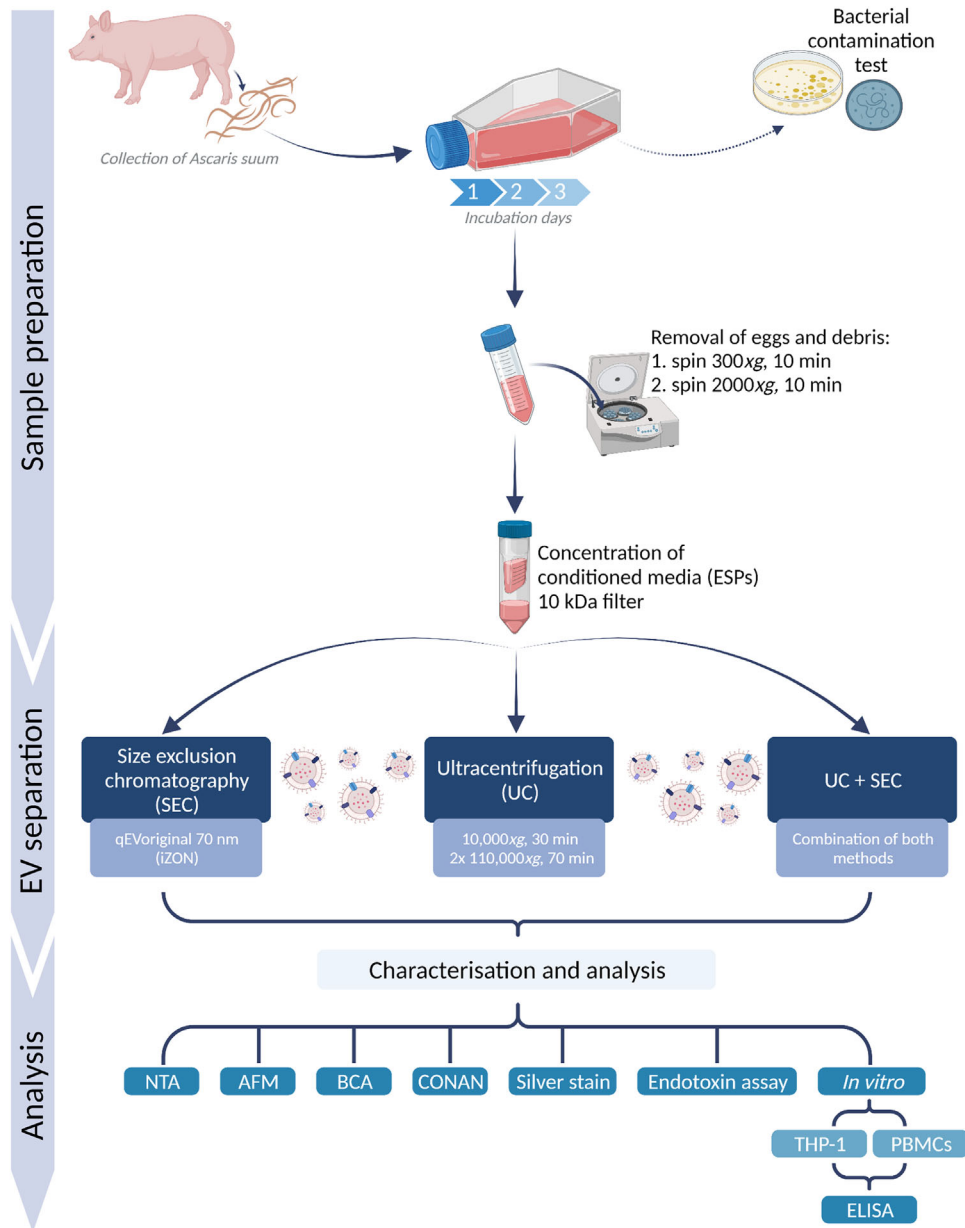 Sample preparation
EV separation
Analysis
Collection of Ascaris suum
Bacterial
contamination
test
1 2 3
Incubation days
Removal of eggs and debris:
1. spin 300xg, 10 min
2. spin 2000xg, 10 min
Concentration of
conditioned media (ESPs)
10 kDa filter
Size exclusion
chromatography
(SEC)
qEVoriginal 70 nm
(iZON)
Ultracentrifugation
(UC)
10,000xg, 30 min
2x 110,000xg, 70 min
UC + SEC
Combination of both
methods
Characterisation and analysis
NTA
AFM
BCA
CONAN
Silver stain
Endotoxin assay
In vitro
THP-1
PBMCs
ELISA